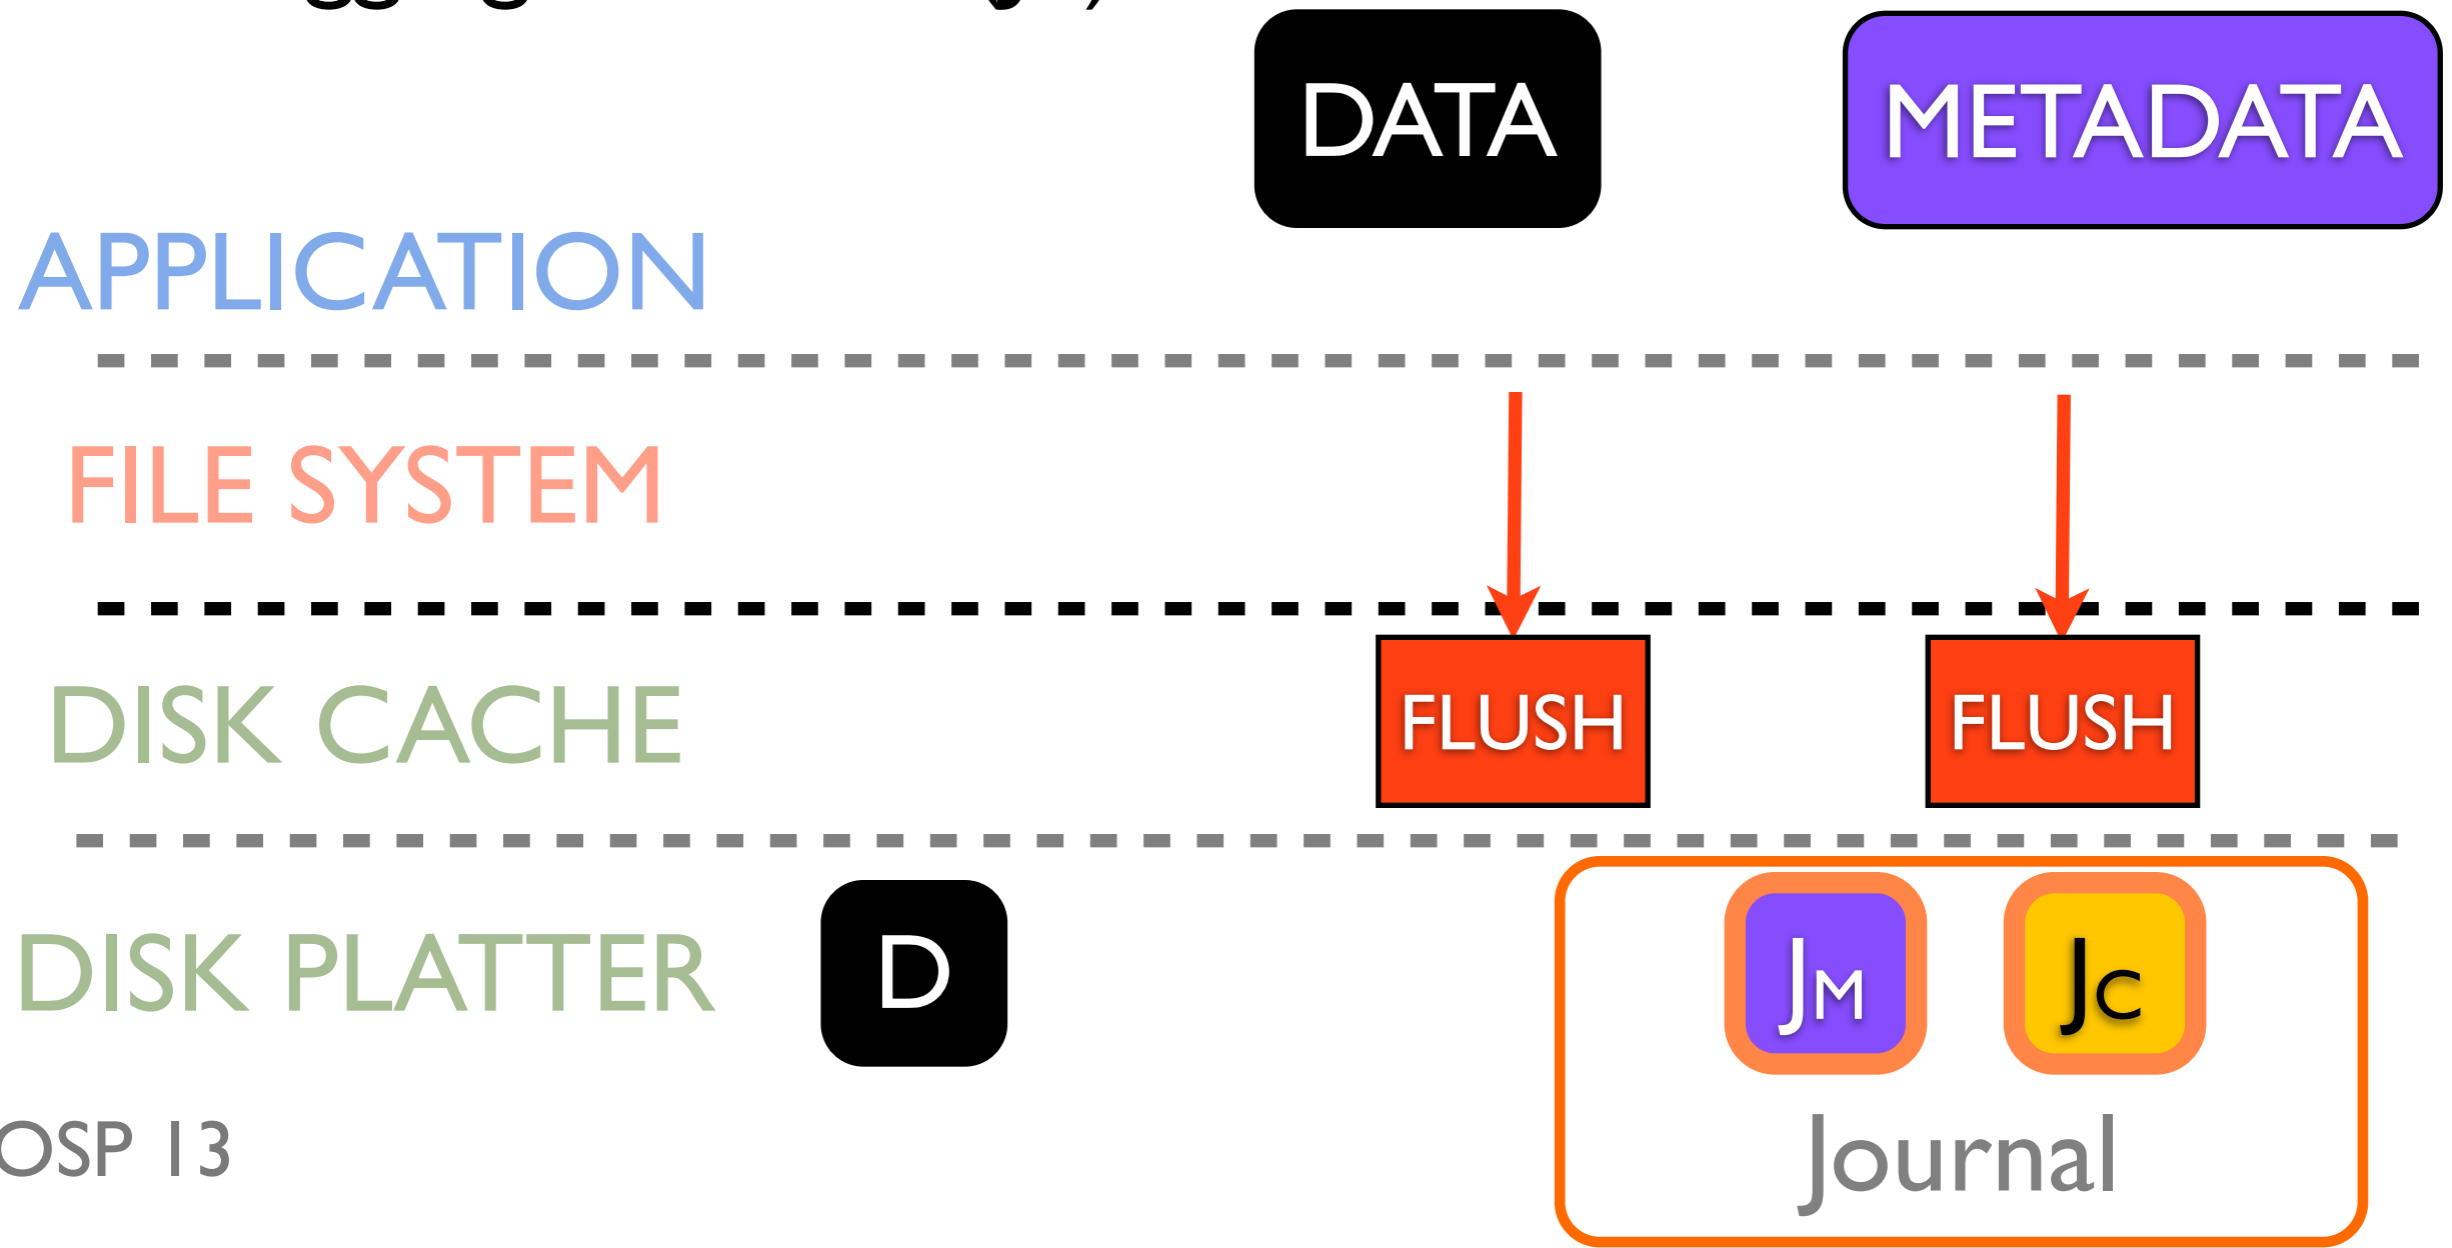 DATA
METADATA
APPLICATION
FILE SYSTEM
DISK CACHE
FLUSH
FLUSH
DISK PLATTER
D
JM
JC
OSP 13
Journal